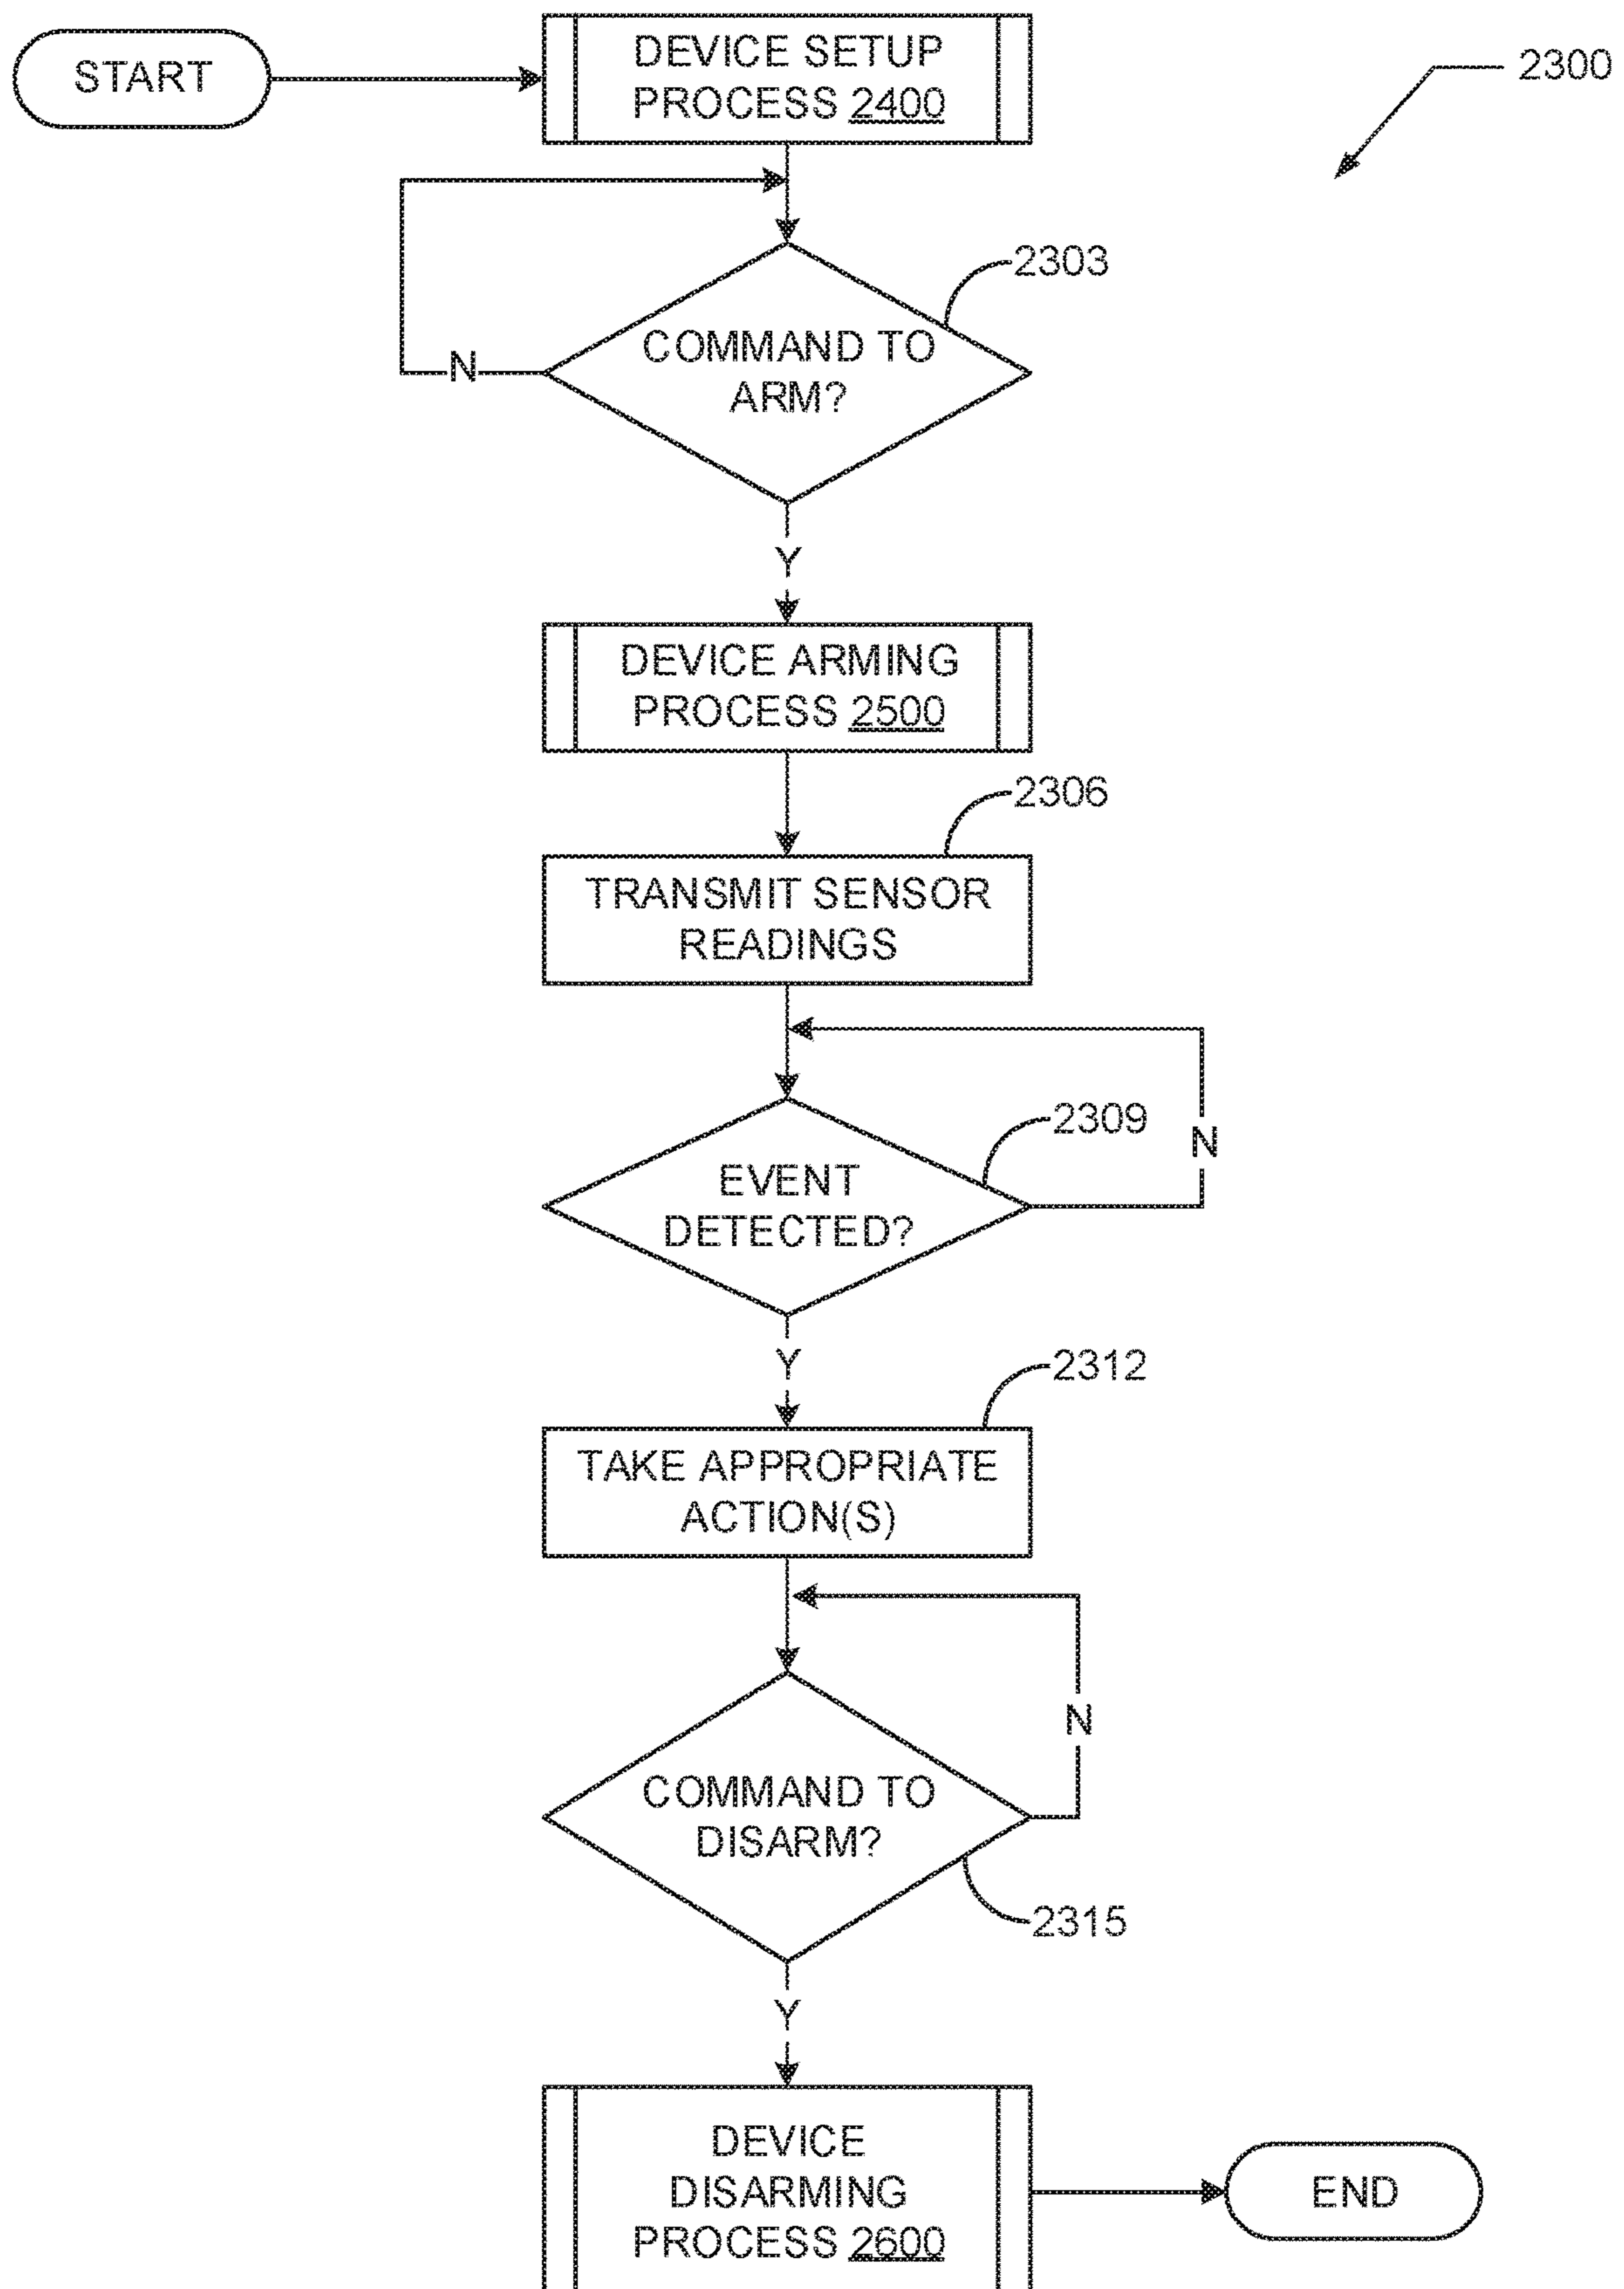 START
DEVICE SETUP
PROCESS 2400
2300
2303
COMMAND TO
ARM?
N
Y
DEVICE ARMING
PROCESS 2500
2306
TRANSMIT SENSOR
READINGS
2309
N
EVENT
DETECTED?
Y
2312
TAKE APPROPRIATE
ACTION(S)
N
COMMAND TO
DISARM?
2315
Y
DEVICE
DISARMING
PROCESS 2600
END